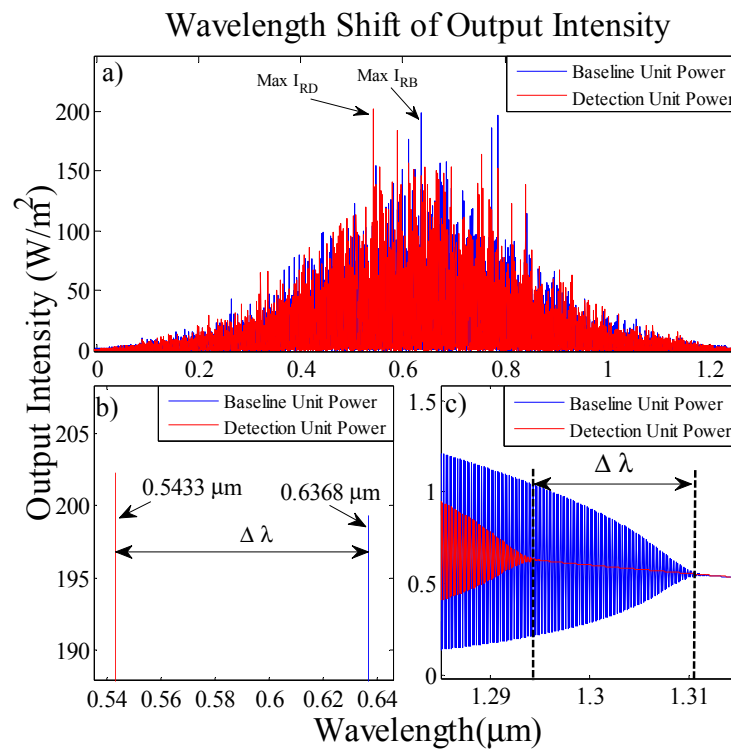 Wavelength Shift of Output Intensity
a)
Max I_RD
Max I_RB
Baseline Unit Power
Detection Unit Power
200
150
100
50
0
0 0.2 0.4 0.6 0.8 1 1.2
Output Intensity (W/m²)
b)
Baseline Unit Power
Detection Unit Power
205
200
195
190
0.5433 μm
0.6368 μm
Δ λ
0.54 0.56 0.58 0.6 0.62 0.64
c)
Baseline Unit Power
Detection Unit Power
Δ λ
1.5
1
0.5
0
1.29 1.3 1.31
Wavelength(μm)